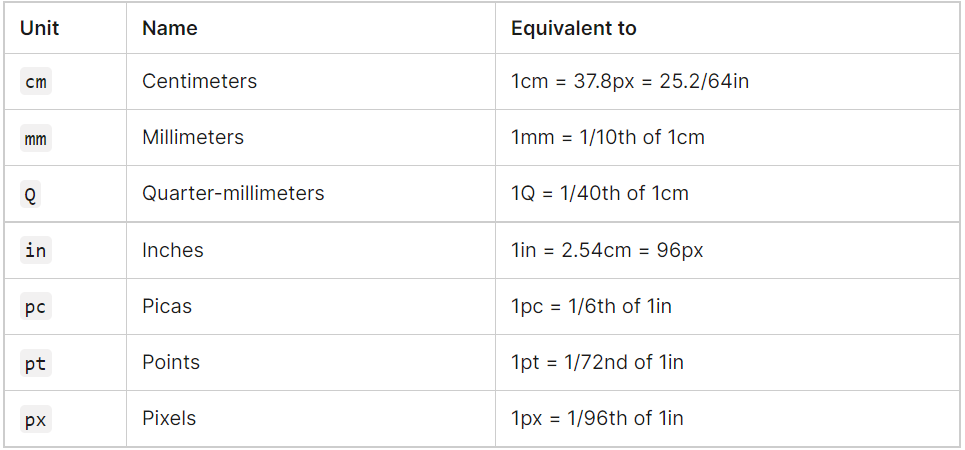 Unit Name Equivalent to
cm Centimeters 1cm = 37.8px = 25.2/64in
mm Millimeters 1mm = 1/10th of 1cm
Q Quarter-millimeters 1Q = 1/40th of 1cm
in Inches 1in = 2.54cm = 96px
pc Picas 1pc = 1/6th of 1in
pt Points 1pt = 1/72nd of 1in
px Pixels 1px = 1/96th of 1in